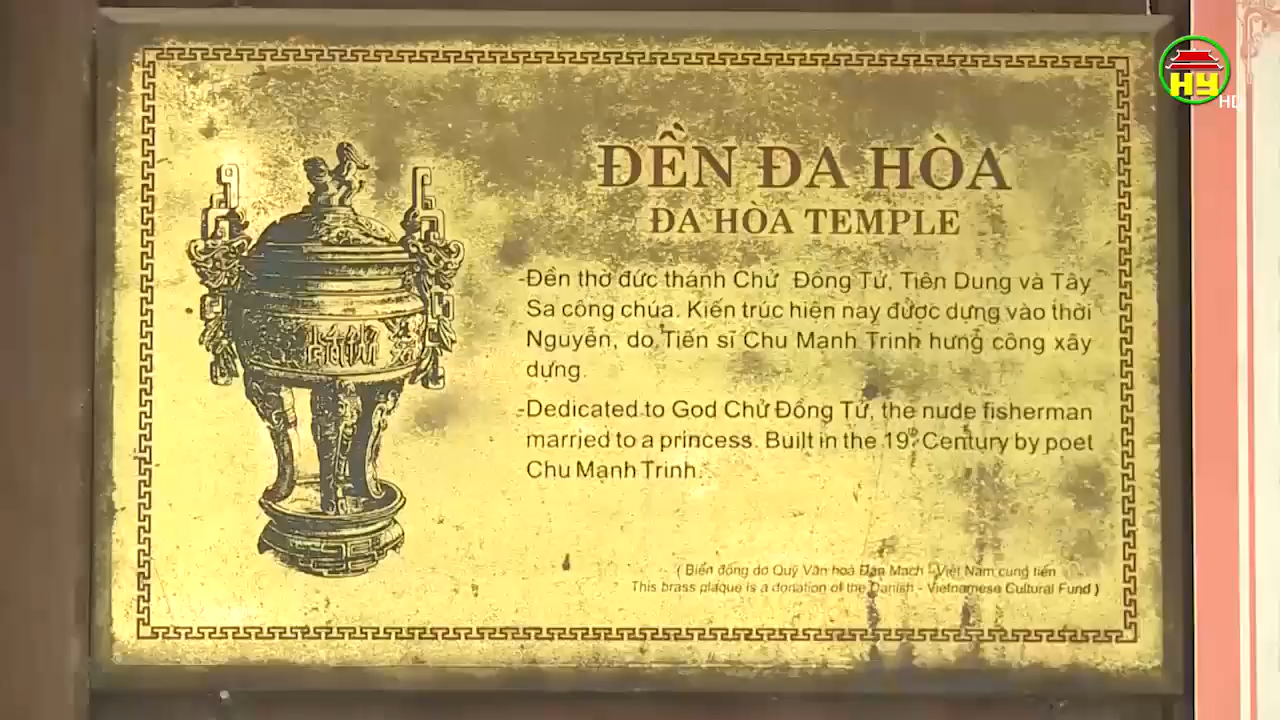 HY
HD
ĐỀN ĐA HÒA
ĐA HÒA TEMPLE
-Đền thờ đức thánh Chử Đồng Tử, Tiên Dung và Tây
Sa công chúa. Kiến trúc hiện nay được dựng vào thời
Nguyễn, do Tiến sĩ Chu Mạnh Trinh hưng công xây
dựng.
-Dedicated to God Chử Đồng Tử, the nude fisherman
married to a princess. Built in the 19th Century by poet
Chu Mạnh Trinh.
( Biển đồng do Quỹ Văn hoá Đan Mạch - Việt Nam cung tiến
This brass plaque is a donation of the Danish - Vietnamese Cultural Fund )